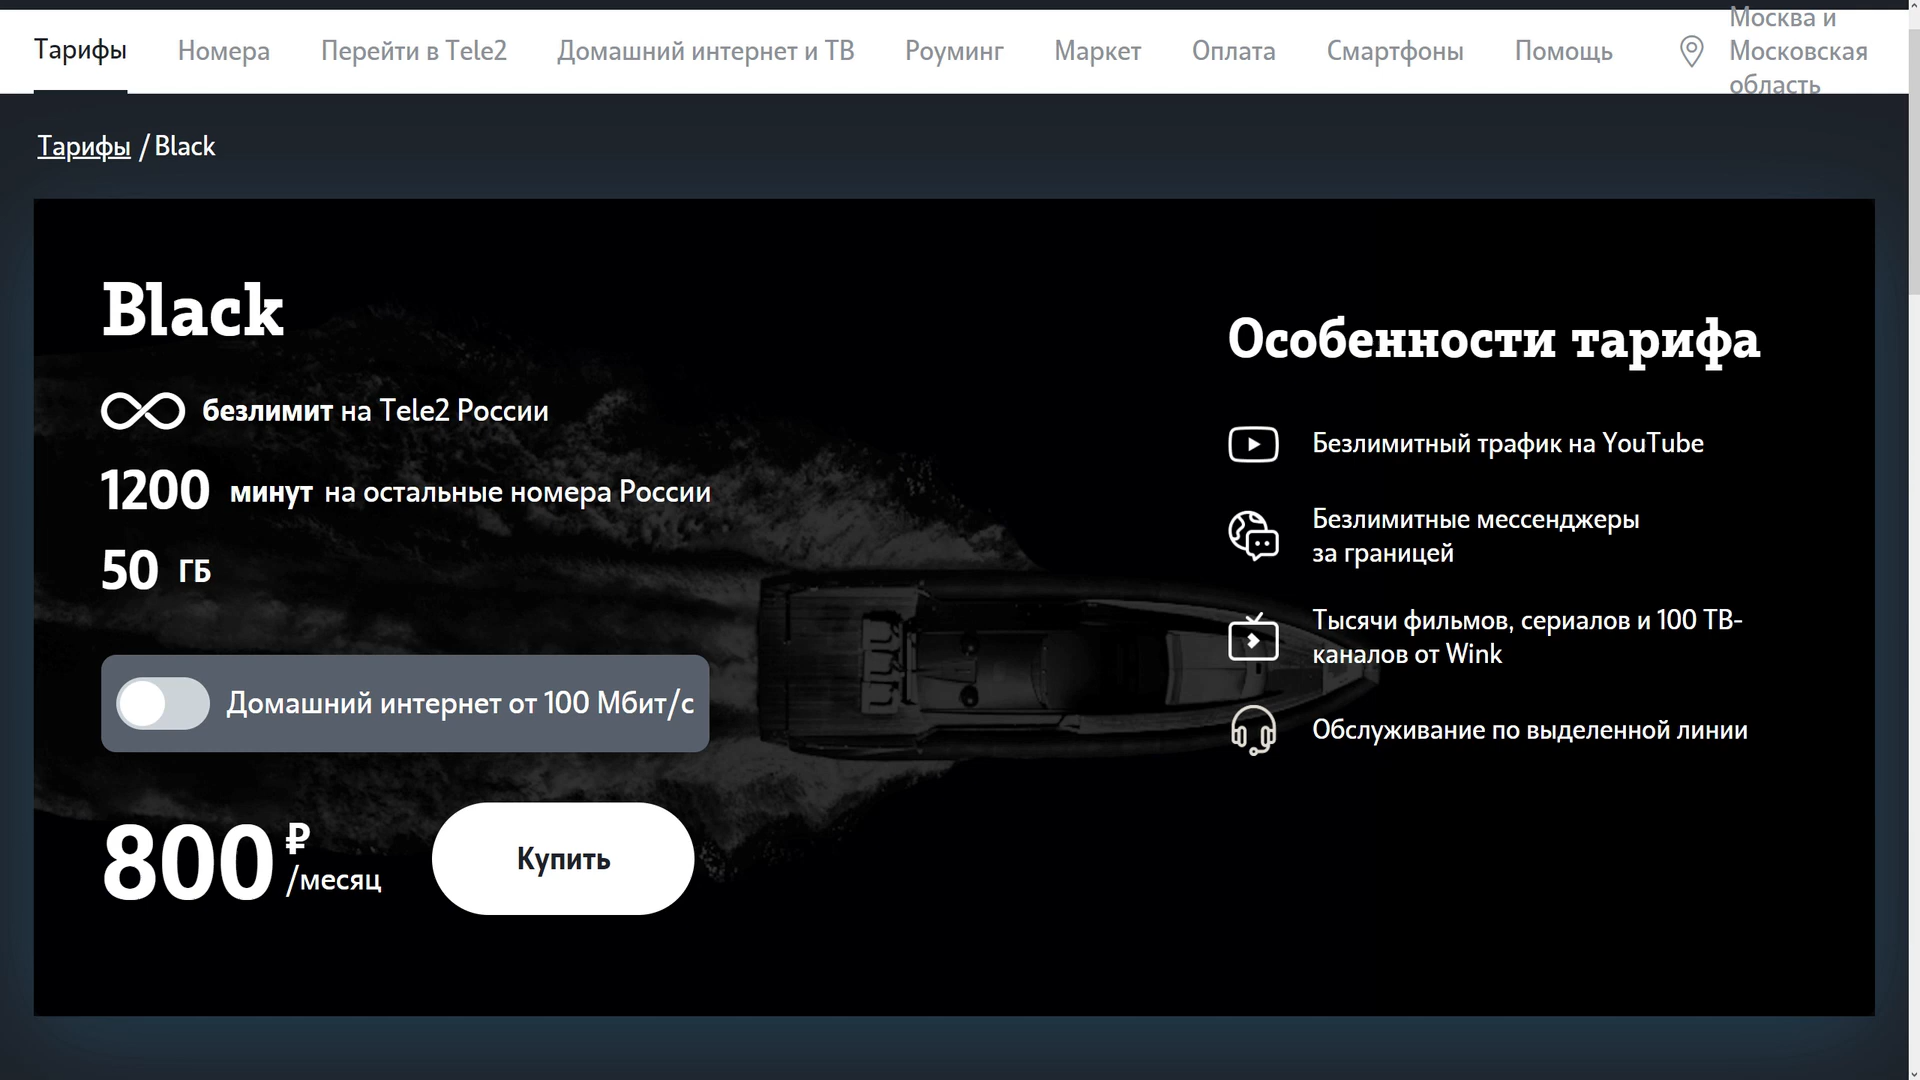 Тарифы Номера Перейти в Tele2 Домашний интернет и ТВ Роуминг Маркет Оплата Смартфоны Помощь
Москва и
Московская
область
Тарифы / Black
Black
безлимит на Tele2 России
1200 минут на остальные номера России
50 ГБ
Домашний интернет от 100 Мбит/с
800 ₽
/месяц
Купить
Особенности тарифа
Безлимитный трафик на YouTube
Безлимитные мессенджеры
за границей
Тысячи фильмов, сериалов и 100 ТВ-
каналов от Wink
Обслуживание по выделенной линии